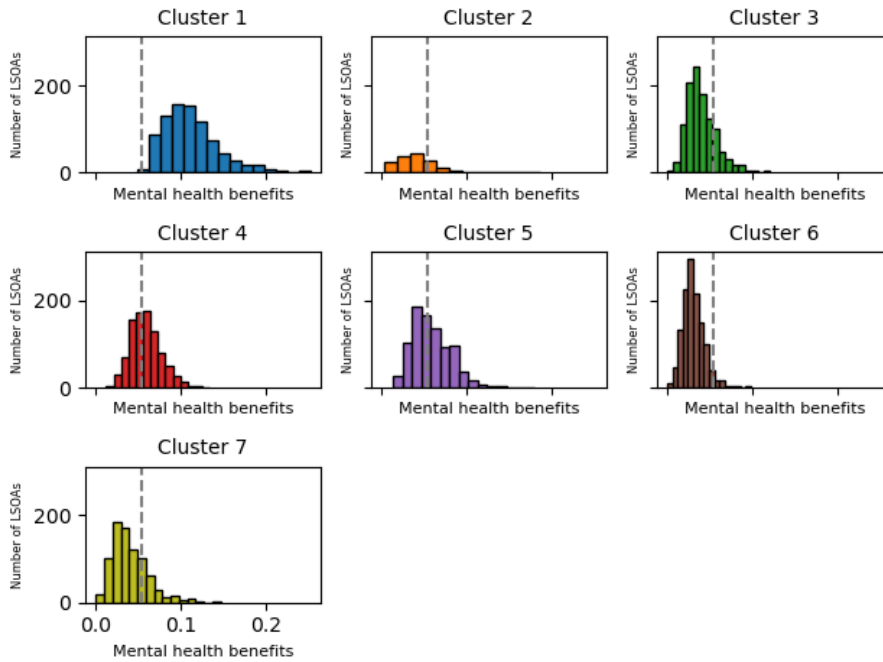 Cluster 1
Cluster 2
Cluster 3
Number of LSOAs
200
0
Mental health benefits
Number of LSOAs
Mental health benefits
Number of LSOAs
Mental health benefits
Cluster 4
Cluster 5
Cluster 6
Number of LSOAs
200
0
Mental health benefits
Number of LSOAs
Mental health benefits
Number of LSOAs
Mental health benefits
Cluster 7
Number of LSOAs
200
0
0.0
0.1
0.2
Mental health benefits